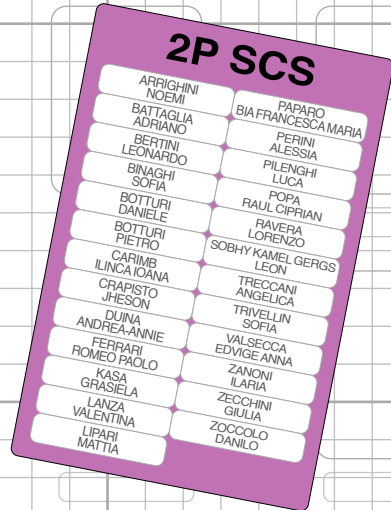 2P SCS
ARRIGHINI
NOEMI
BATTAGLIA
ADRIANO
BERTINI
LEONARDO
BINAGHI
SOFIA
BOTTURI
DANIELE
BOTTURI
PIETRO
CARIMB
ILINCA IOANA
CRAPISTO
JHESON
DUINA
ANDREA-ANNIE
FERRARI
ROMEO PAOLO
KASA
GRASIELA
LANZA
VALENTINA
LIPARI
MATTIA
PAPARO
BIA FRANCESCA MARIA
PERINI
ALESSIA
PILENGHI
LUCA
POPA
RAUL CIPRIAN
RAVERA
LORENZO
SOBHY KAMEL GERGS
LEON
TRECCANI
ANGELICA
TRIVELLIN
SOFIA
VALSECCA
EDVIGE ANNA
ZANONI
ILARIA
ZECCHINI
GIULIA
ZOCCOLO
DANILO